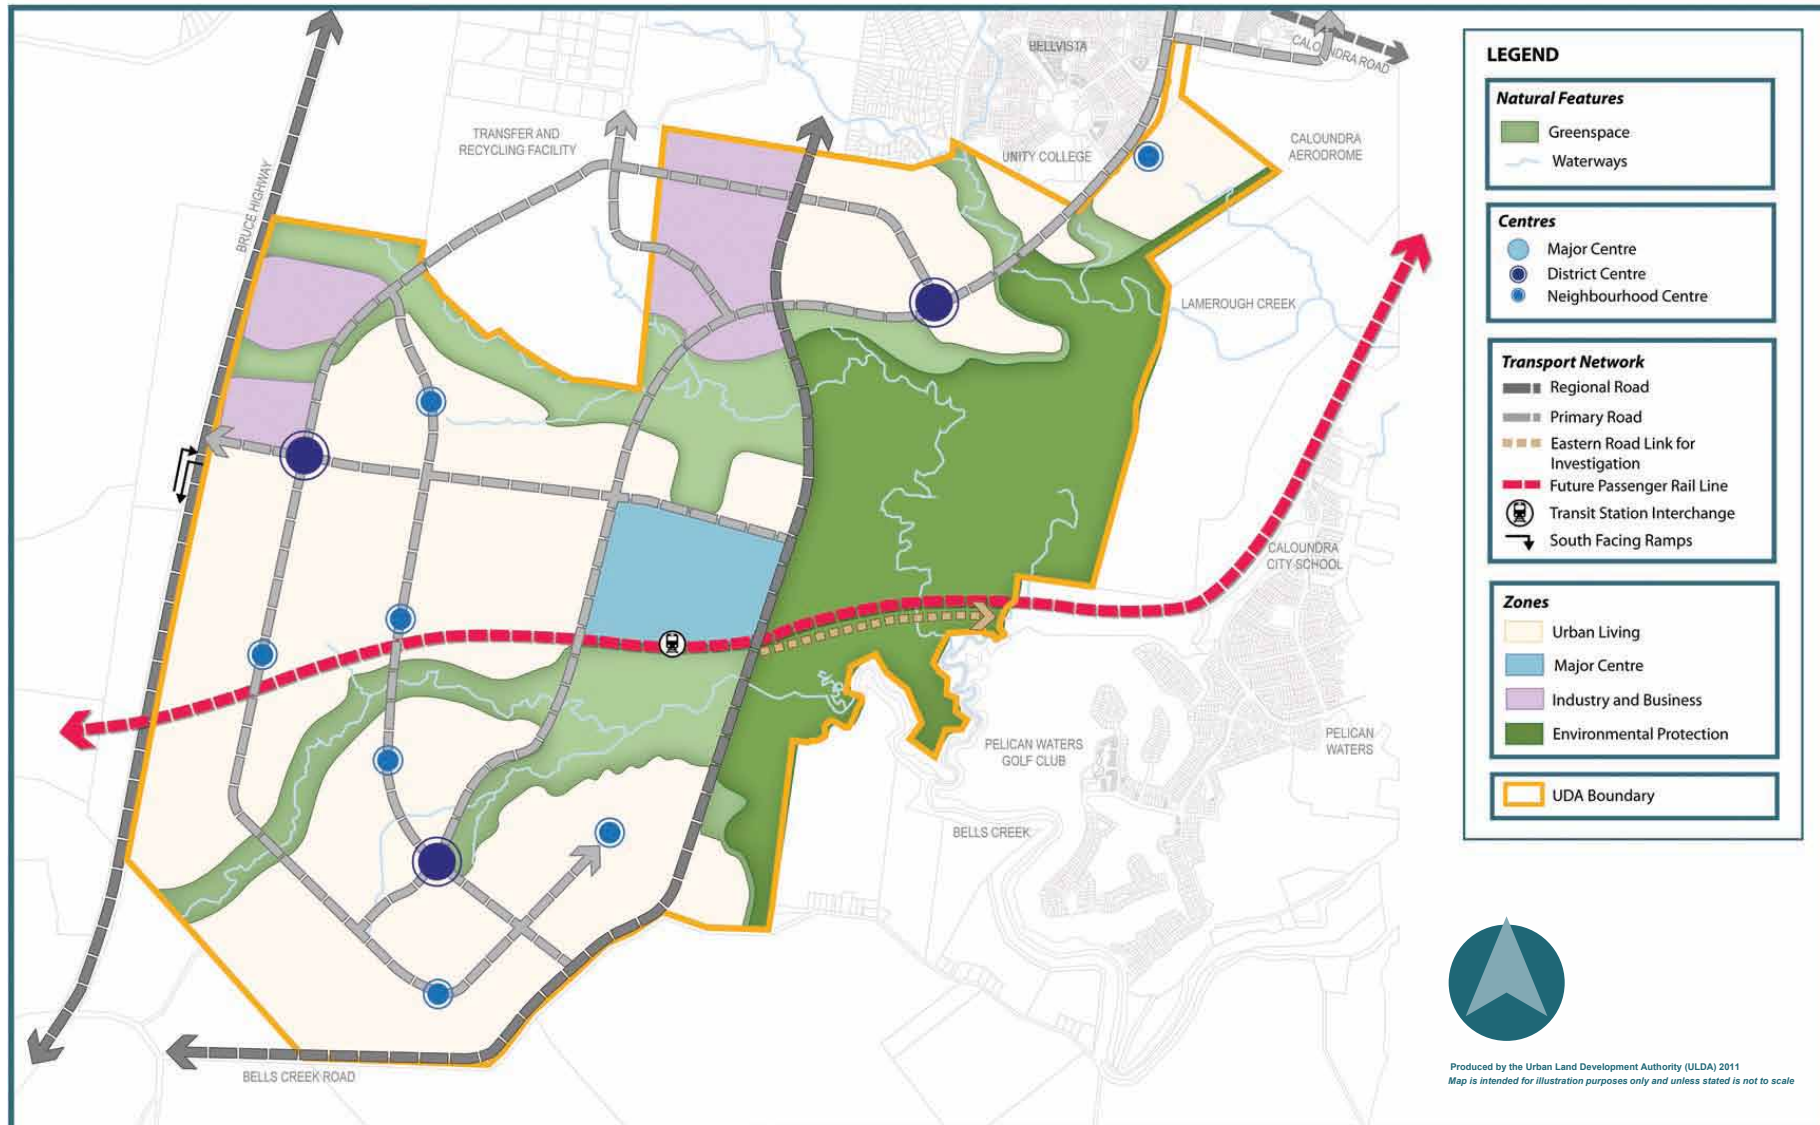 BELLVISTA
CALOUNDRA ROAD
TRANSFER AND
RECYCLING FACILITY
UNITY COLLEGE
CALOUNDRA
AERODROME
BRUCE HIGHWAY
LAMEROUGH CREEK
CALOUNDRA
CITY SCHOOL
PELICAN WATERS
GOLF CLUB
PELICAN
WATERS
BELLS CREEK
BELLS CREEK ROAD
LEGEND
Natural Features
Greenspace
Waterways
Centres
Major Centre
District Centre
Neighbourhood Centre
Transport Network
Regional Road
Primary Road
Eastern Road Link for
Investigation
Future Passenger Rail Line
Transit Station Interchange
South Facing Ramps
Zones
Urban Living
Major Centre
Industry and Business
Environmental Protection
UDA Boundary
Produced by the Urban Land Development Authority (ULDA) 2011
Map is intended for illustration purposes only and unless stated is not to scale